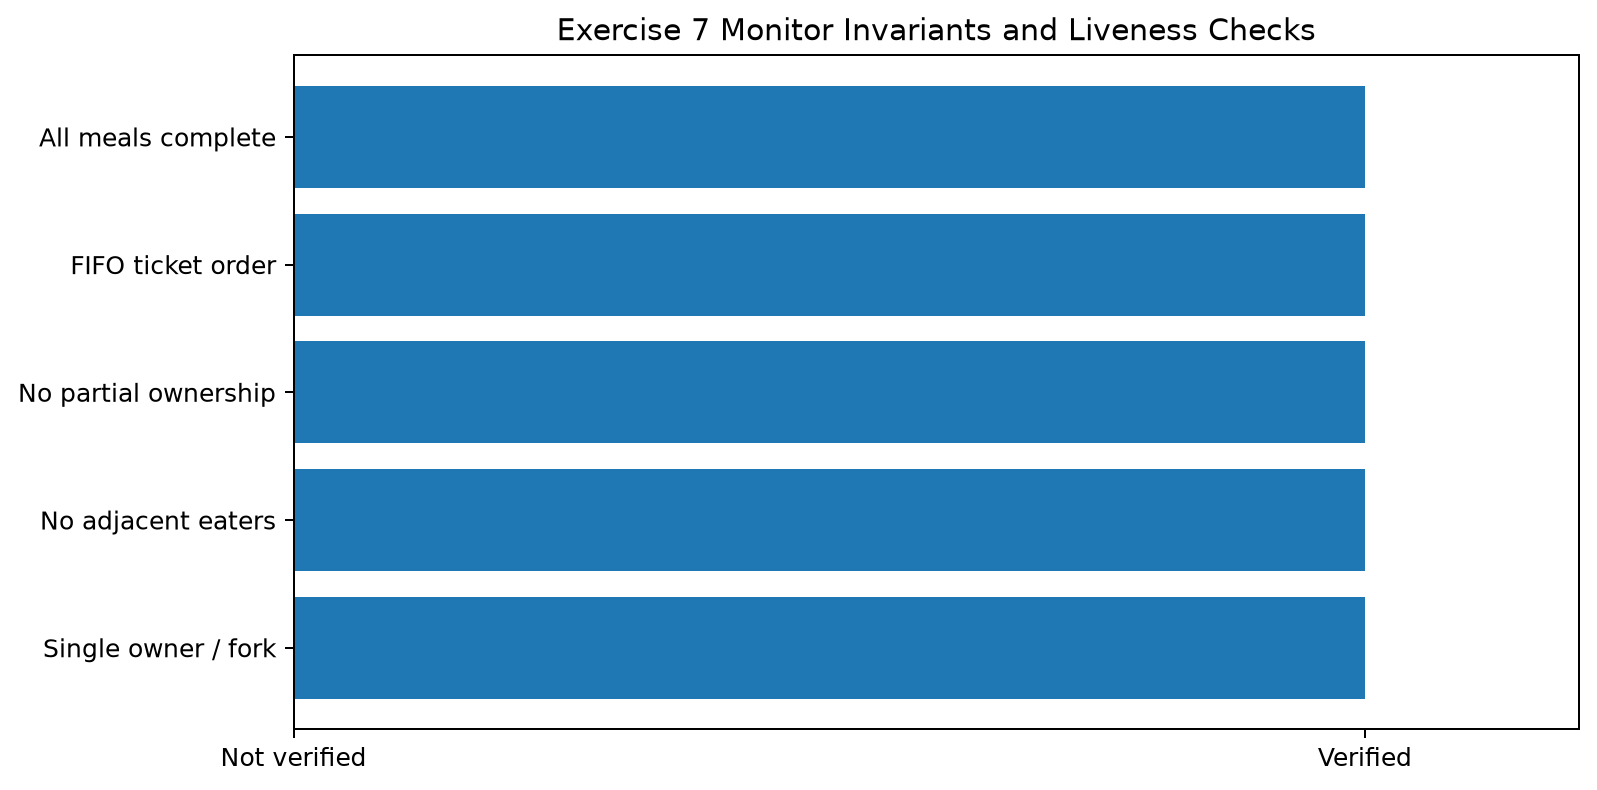 Exercise 7 Monitor Invariants and Liveness Checks
All meals complete
FIFO ticket order
No partial ownership
No adjacent eaters
Single owner / fork
Not verified
Verified